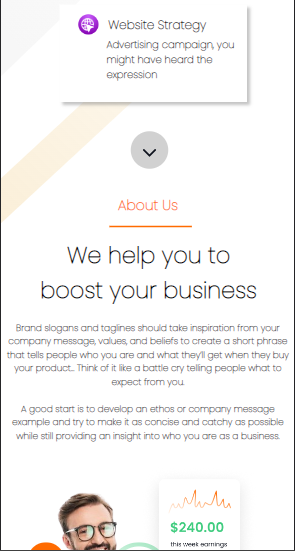 Website Strategy
Advertising campaign, you
might have heard the
expression
About Us
We help you to
boost your business
Brand slogans and taglines should take inspiration from your
company message, values, and beliefs to create a short phrase
that tells people who you are and what they'll get when they buy
your product.. Think of it like a battle cry telling people what to
expect from you.
A good start is to develop an ethos or company message
example and try to make it as concise and catchy as possible
while still providing an insight into who you are as a business.
$240.00
this week earnings